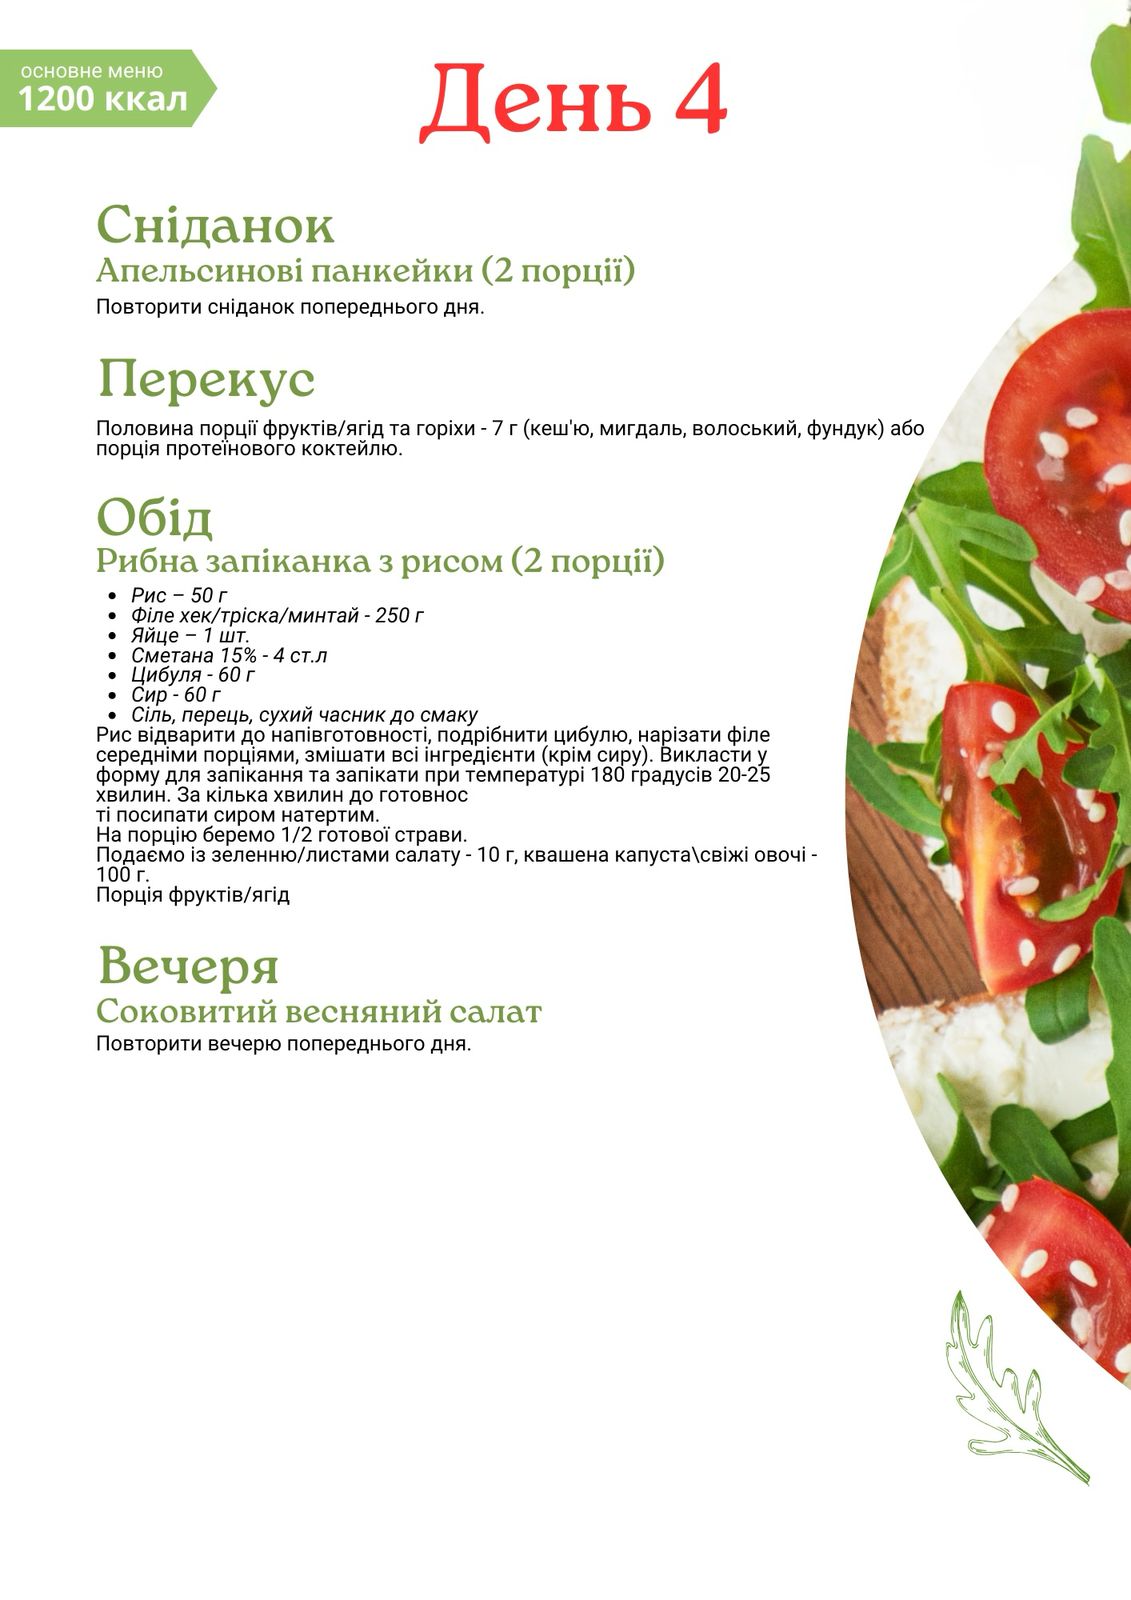 основне меню
1200 ккал
День 4
Сніданок
Апельсинові панкейки (2 порції)
Повторити сніданок попереднього дня.
Перекус
Половина порції фруктів/ягід та горіхи - 7 г (кеш'ю, мигдаль, волоський, фундук) або
порція протеїнового коктейлю.
Обід
Рибна запіканка з рисом (2 порції)
• Рис – 50 г
• Філе хек/тріска/минтай - 250 г
• Яйце – 1 шт.
• Сметана 15% - 4 ст.л
• Цибуля - 60 г
• Сир - 60 г
• Сіль, перець, сухий часник до смаку
Рис відварити до напівготовності, подрібнити цибулю, нарізати філе
середніми порціями, змішати всі інгредієнти (крім сиру). Викласти у
форму для запікання та запікати при температурі 180 градусів 20-25
хвилин. За кілька хвилин до готовнос
ті посипати сиром натертим.
На порцію беремо 1/2 готової страви.
Подаємо із зеленню/листами салату - 10 г, квашена капуста\свіжі овочі -
100 г.
Порція фруктів/ягід
Вечеря
Соковитий весняний салат
Повторити вечерю попереднього дня.